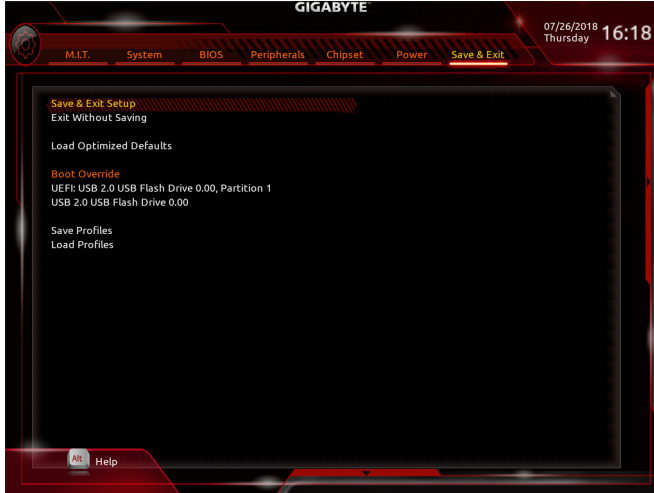 GIGABYTE™
07/26/2018
Thursday
16:18
M.I.T. System BIOS Peripherals Chipset Power Save & Exit
Save & Exit Setup
Exit Without Saving
Load Optimized Defaults
Boot Override
UEFI: USB 2.0 USB Flash Drive 0.00, Partition 1
USB 2.0 USB Flash Drive 0.00
Save Profiles
Load Profiles
Alt Help